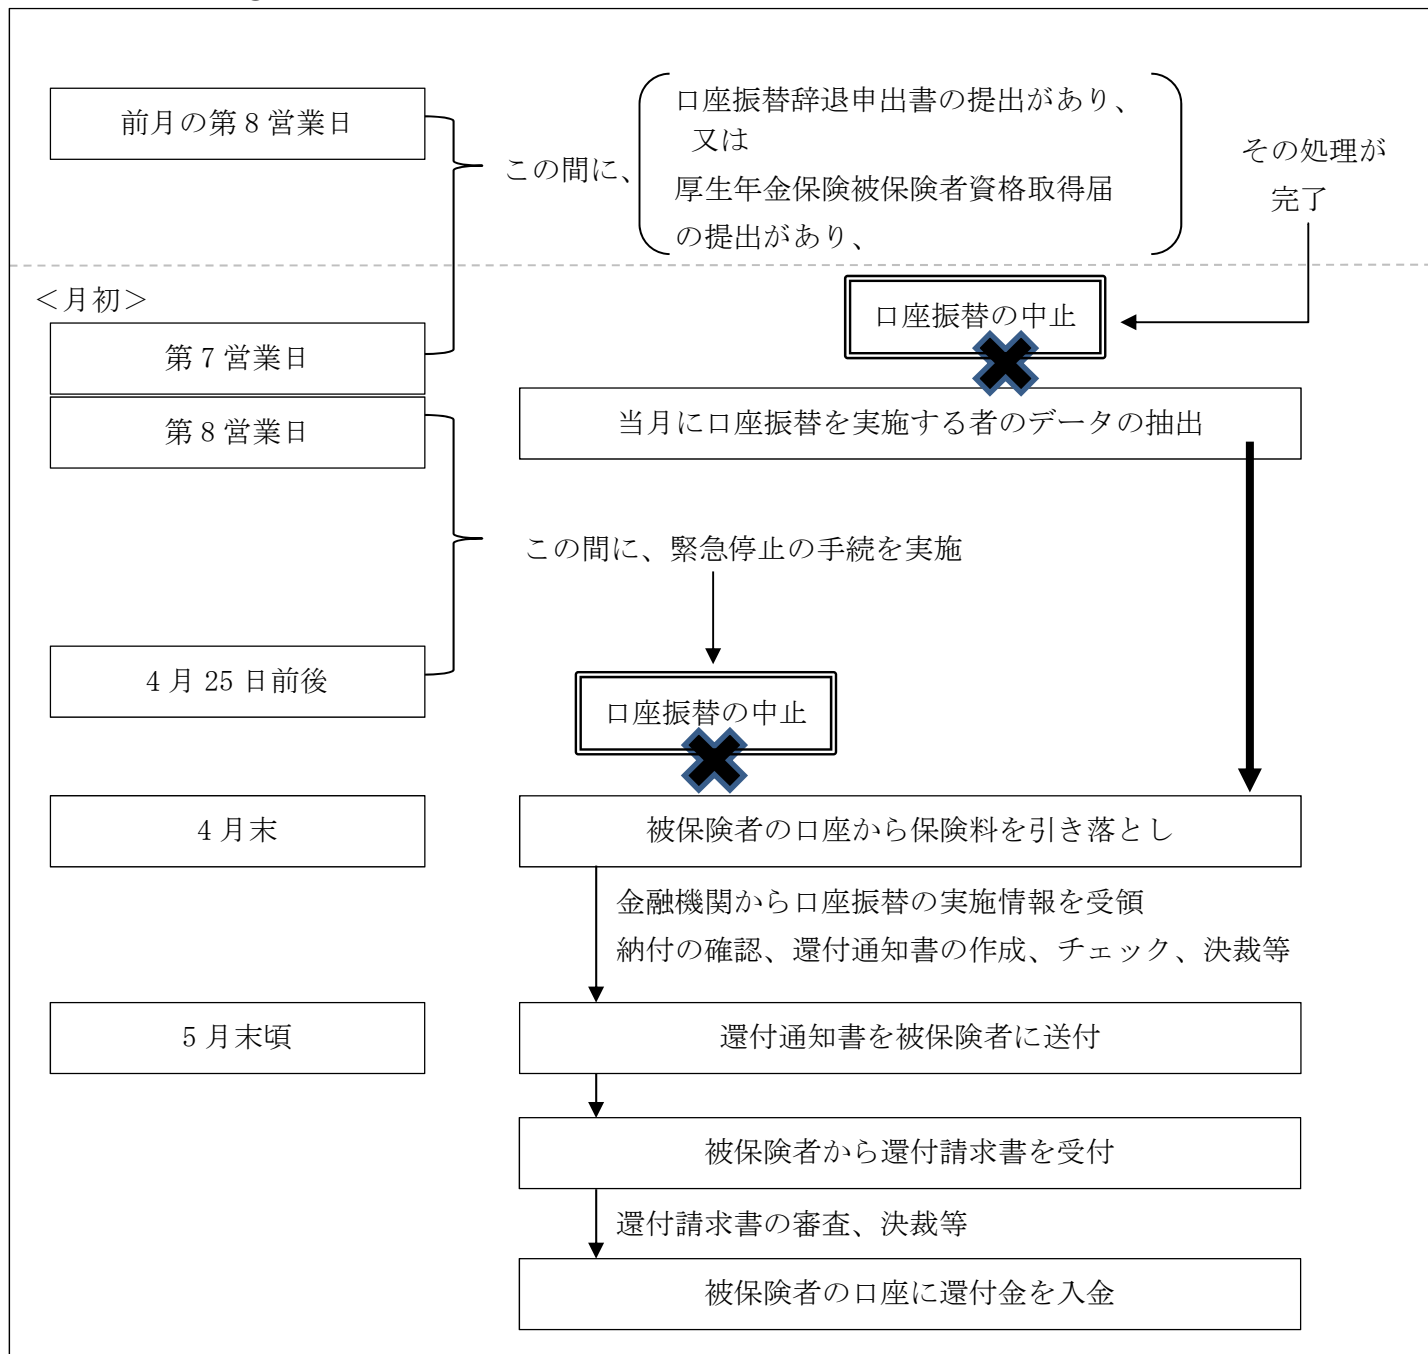 前月の第8営業日
この間に、
口座振替辞退申出書の提出があり、
又は
厚生年金保険被保険者資格取得届
の提出があり、
その処理が
完了
＜月初＞
口座振替の中止
第7営業日
当月に口座振替を実施する者のデータの抽出
第8営業日
この間に、緊急停止の手続を実施
4月25日前後
口座振替の中止
4月末
被保険者の口座から保険料を引き落とし
金融機関から口座振替の実施情報を受領
納付の確認、還付通知書の作成、チェック、決裁等
5月末頃
還付通知書を被保険者に送付
被保険者から還付請求書を受付
還付請求書の審査、決裁等
被保険者の口座に還付金を入金